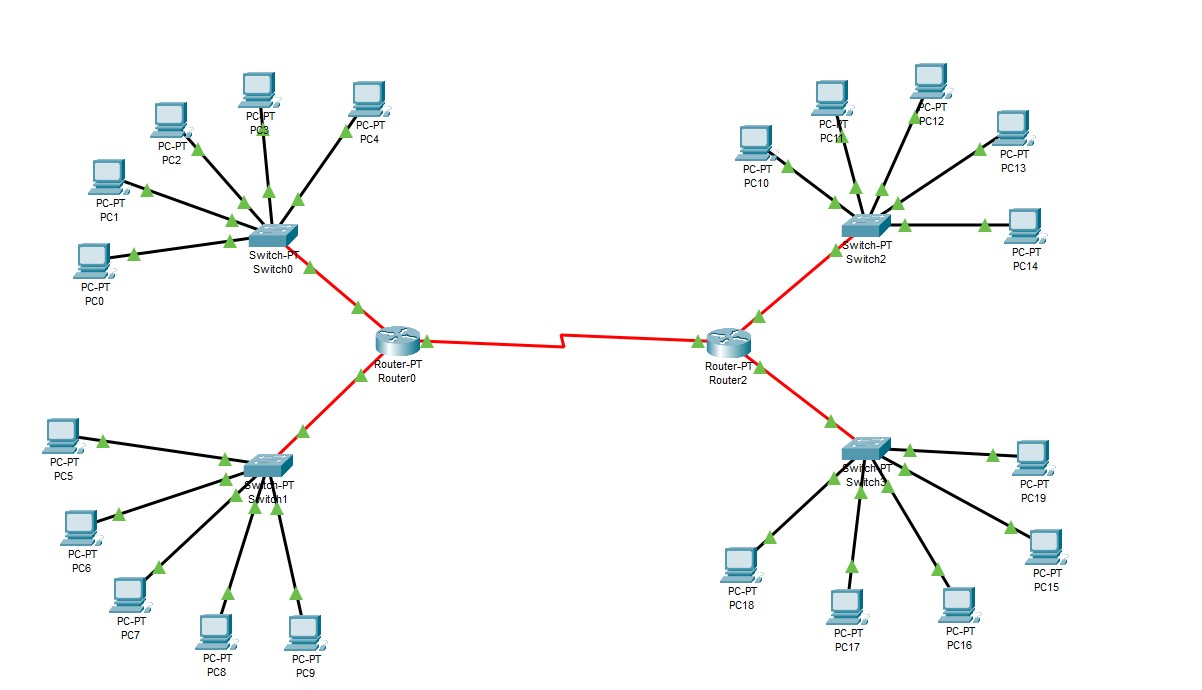 PC-PT
PC3
PC-PT
PC4
PC-PT
PC2
PC-PT
PC1
PC-PT
PC0
Switch-PT
Switch0
PC-PT
PC12
PC-PT
PC11
PC-PT
PC13
PC-PT
PC10
PC-PT
PC14
Switch-PT
Switch2
Router-PT
Router0
Router-PT
Router2
PC-PT
PC5
Switch-PT
Switch1
PC-PT
PC6
PC-PT
PC7
PC-PT
PC8
PC-PT
PC9
Switch-PT
Switch3
PC-PT
PC19
PC-PT
PC15
PC-PT
PC18
PC-PT
PC17
PC-PT
PC16